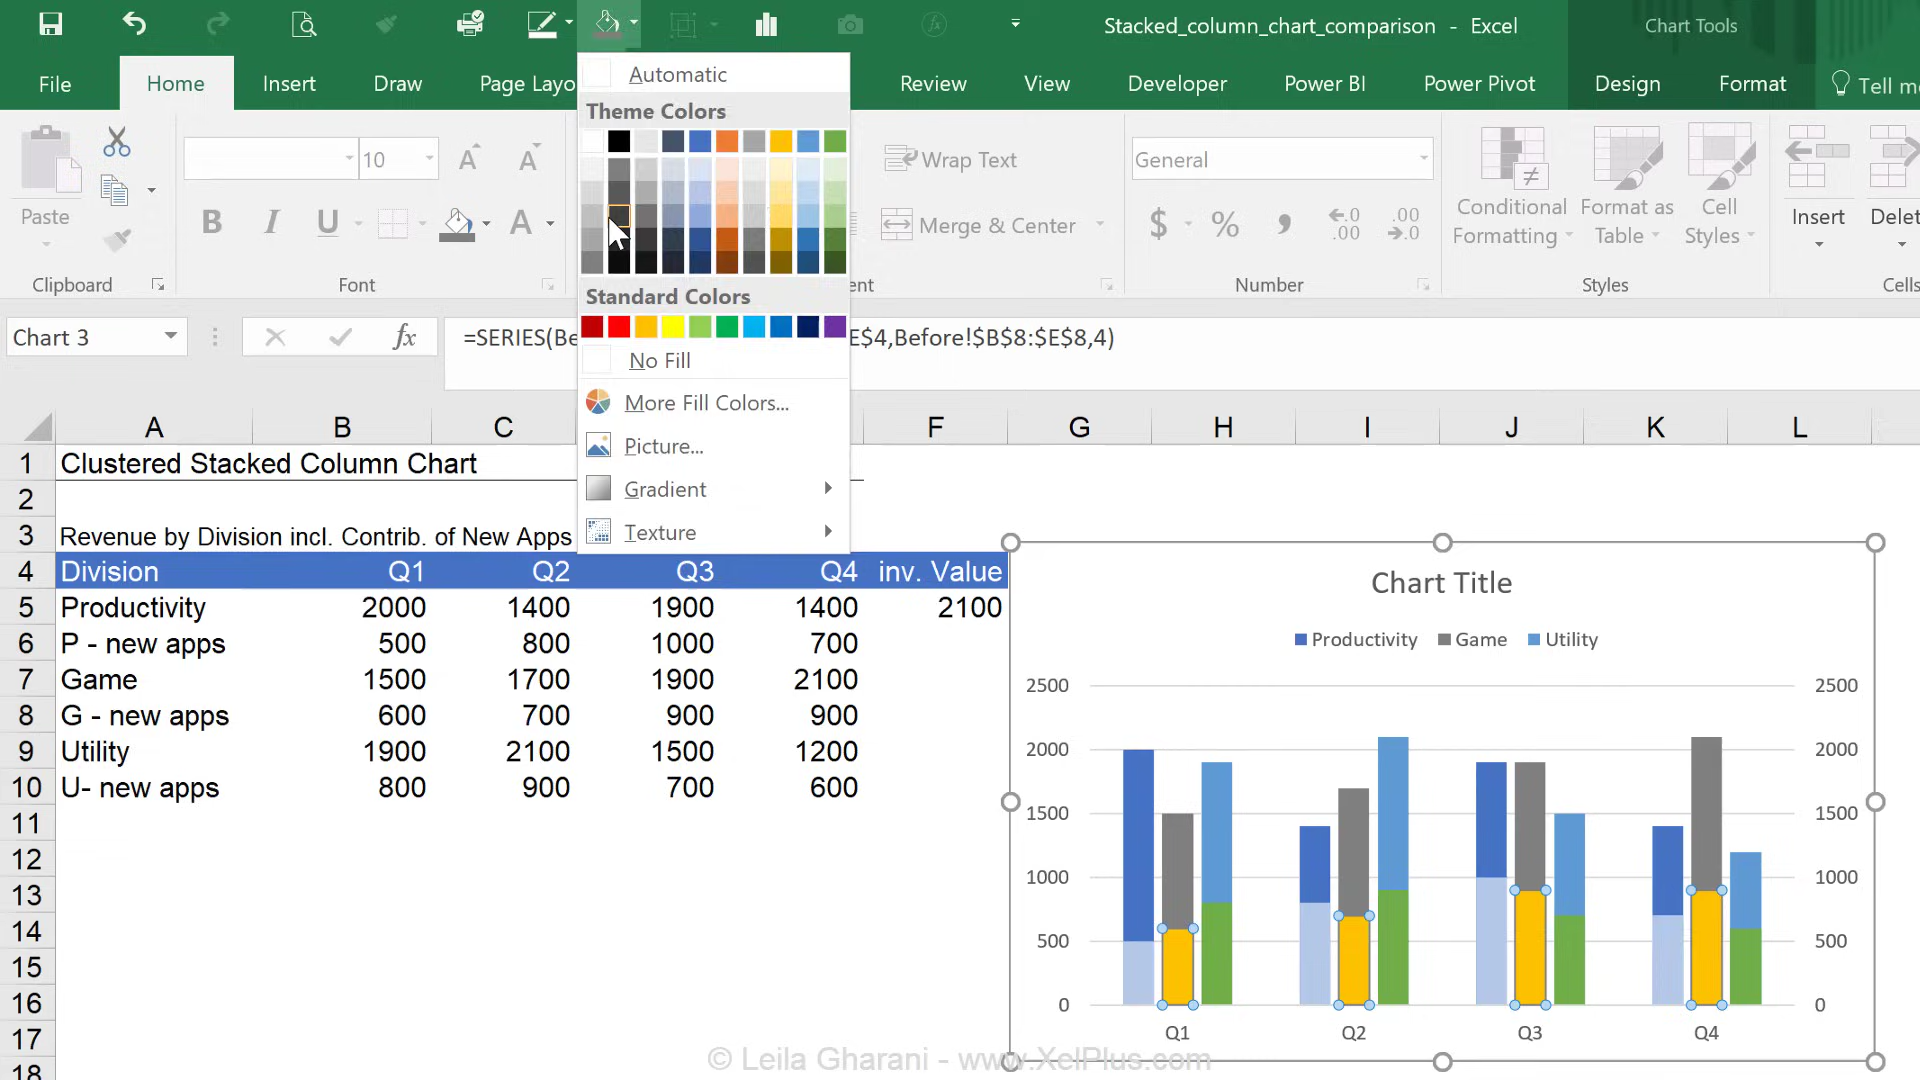 Stacked_column_chart_comparison - Excel
Chart Tools
File
Home
Insert
Draw
Page Layo
Review
View
Developer
Power BI
Power Pivot
Design
Format
Tell me
Automatic
Theme Colors
Standard Colors
No Fill
More Fill Colors...
Picture...
Gradient
Texture
Paste
Clipboard
10
A
A
B
I
U
A
Font
Wrap Text
Merge & Center
ent
General
$
%
,
←.0
.00
.00
→.0
Number
Conditional
Formatting
Format as
Table
Cell
Styles
Styles
Insert
Delet
Cells
Chart 3
fx
=SERIES(Be
E$4,Before!$B$8:$E$8,4)
A B C F G H I J K L
1 Clustered Stacked Column Chart
2
3 Revenue by Division incl. Contrib. of New Apps
4 Division Q1 Q2 Q3 Q4 inv. Value
5 Productivity 2000 1400 1900 1400 2100
6 P - new apps 500 800 1000 700
7 Game 1500 1700 1900 2100
8 G - new apps 600 700 900 900
9 Utility 1900 2100 1500 1200
10 U- new apps 800 900 700 600
11
12
13
14
15
16
17
18
Chart Title
Productivity Game Utility
2500 2500
2000 2000
1500 1500
1000 1000
500 500
0 0
Q1 Q2 Q3 Q4
© Leila Gharani - www.XelPlus.com